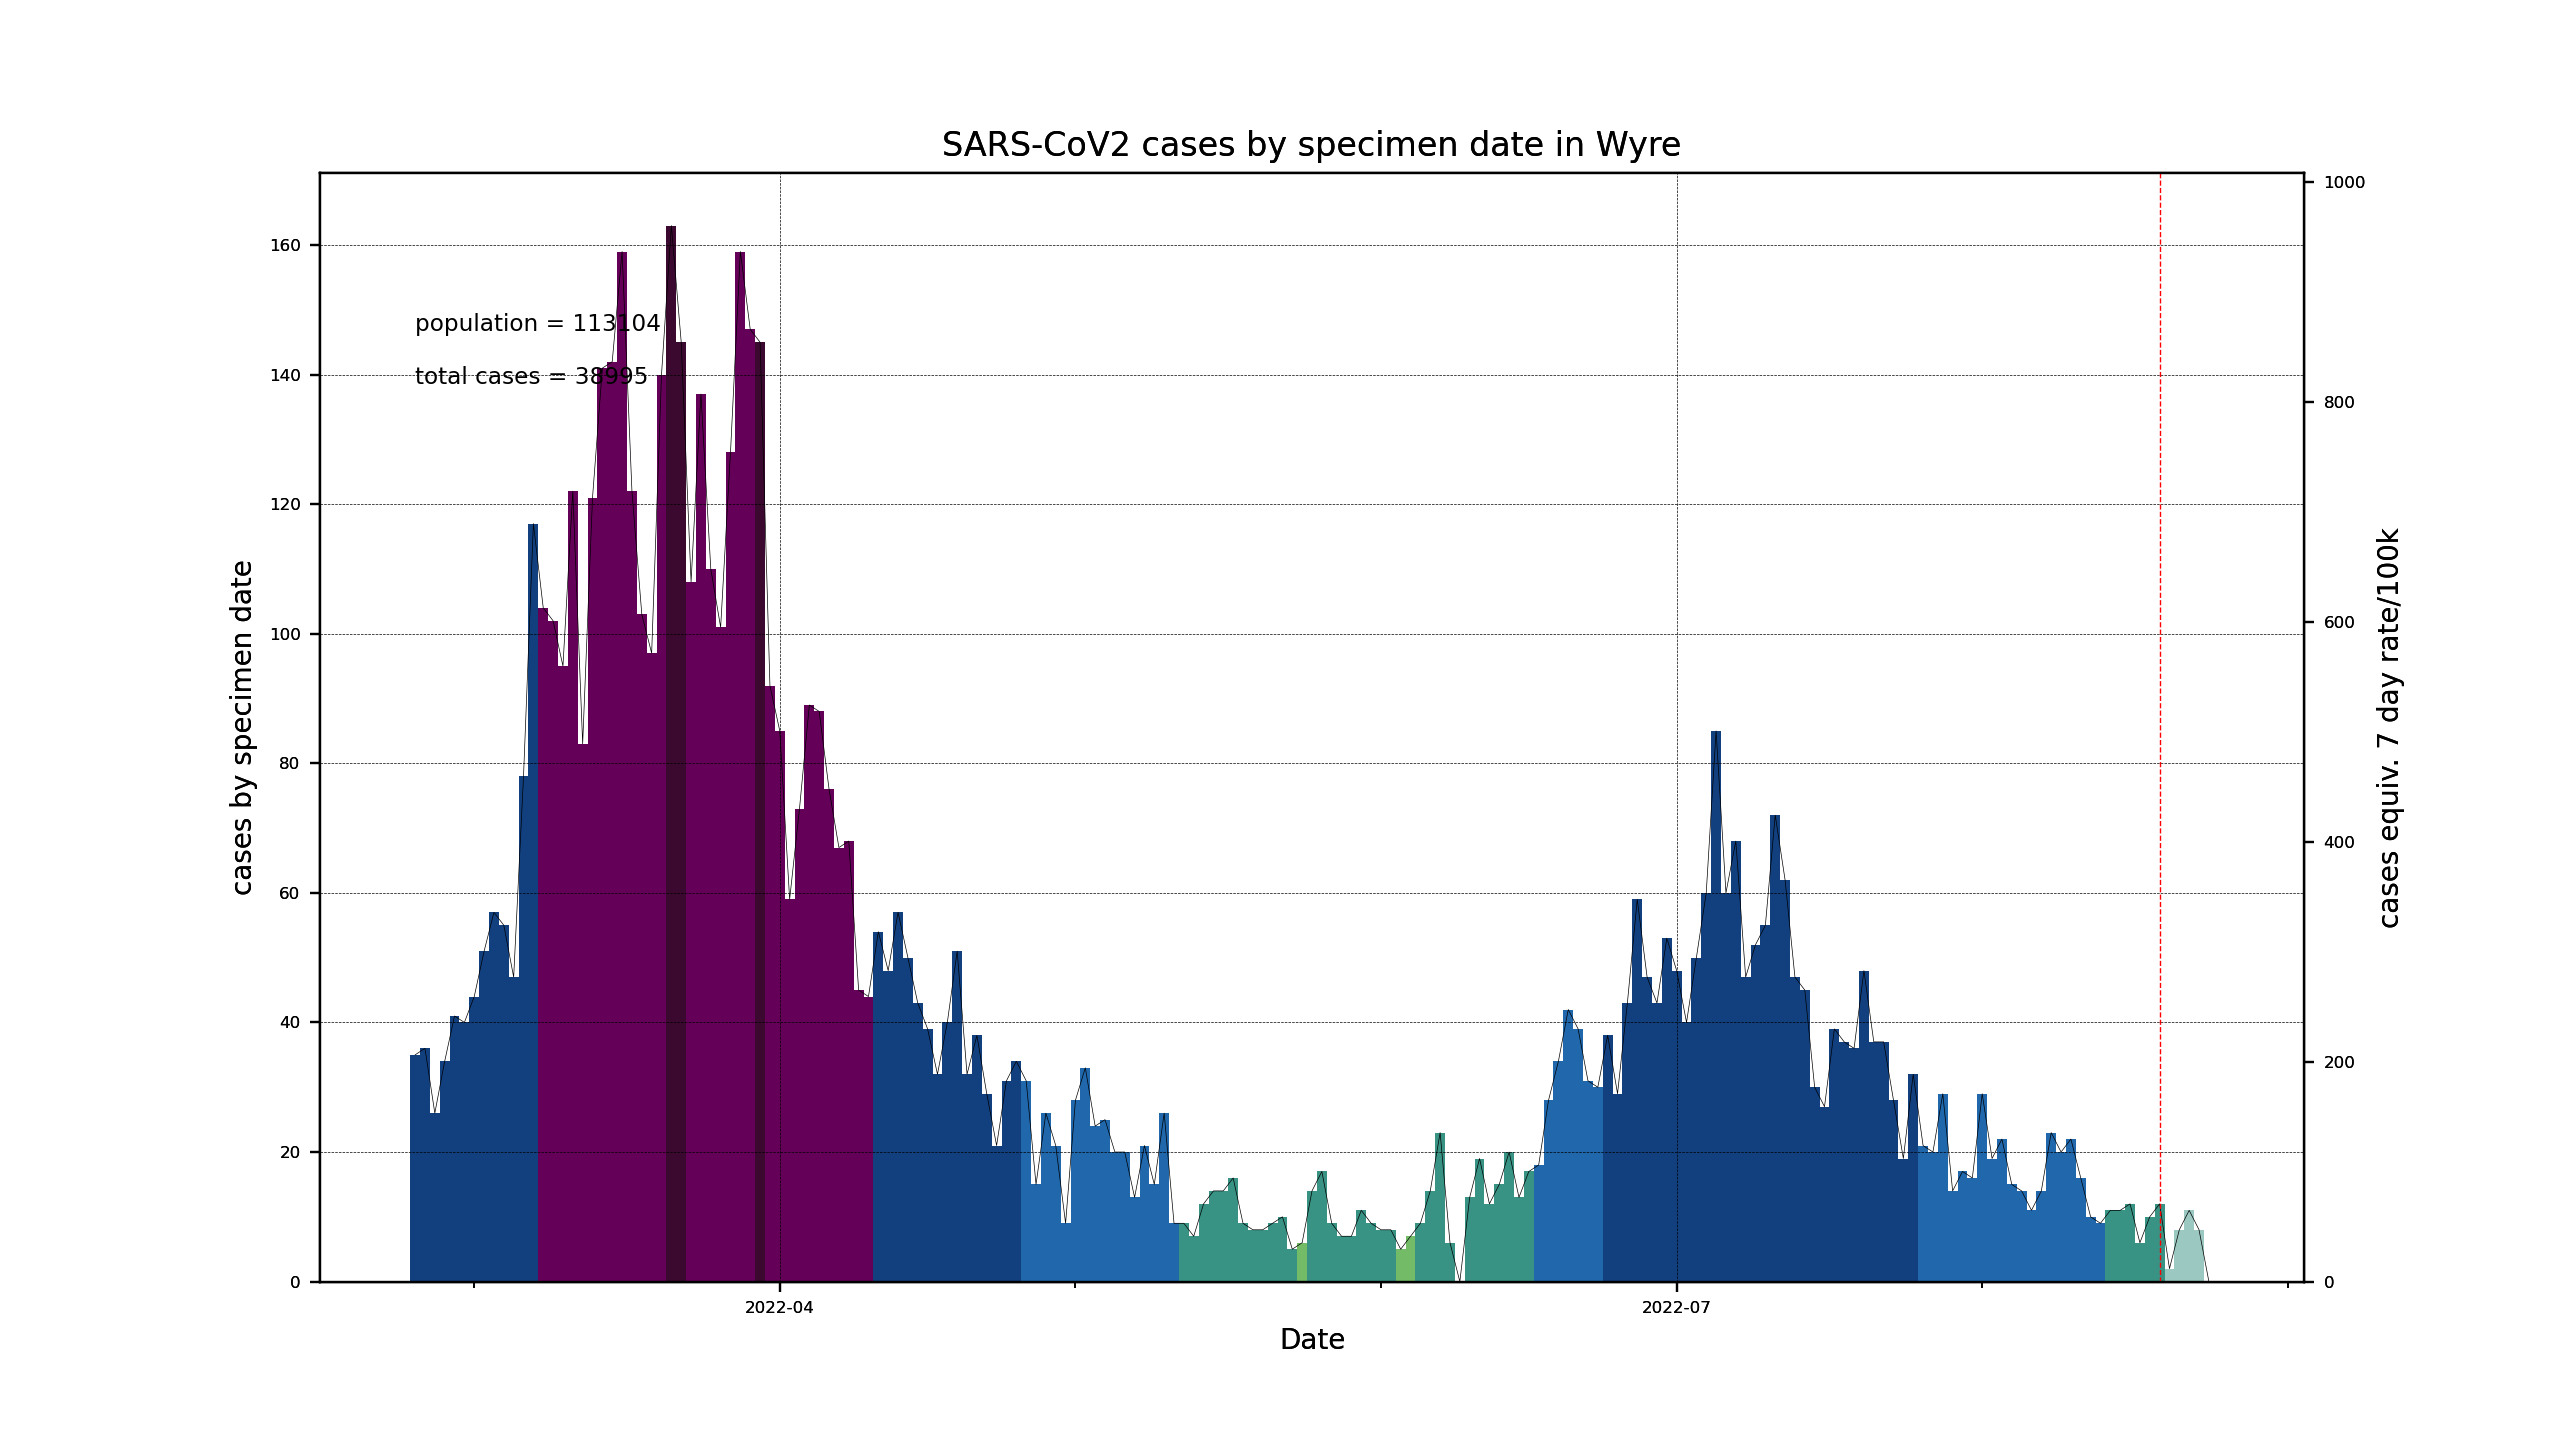 SARS-CoV2 cases by specimen date in Wyre
1000
160
population = 113104
140
total cases = 38995
800
120
cases by specimen date
100
600
cases equiv. 7 day rate/100k
80
60
400
40
200
20
0
0
2022-04
2022-07
Date